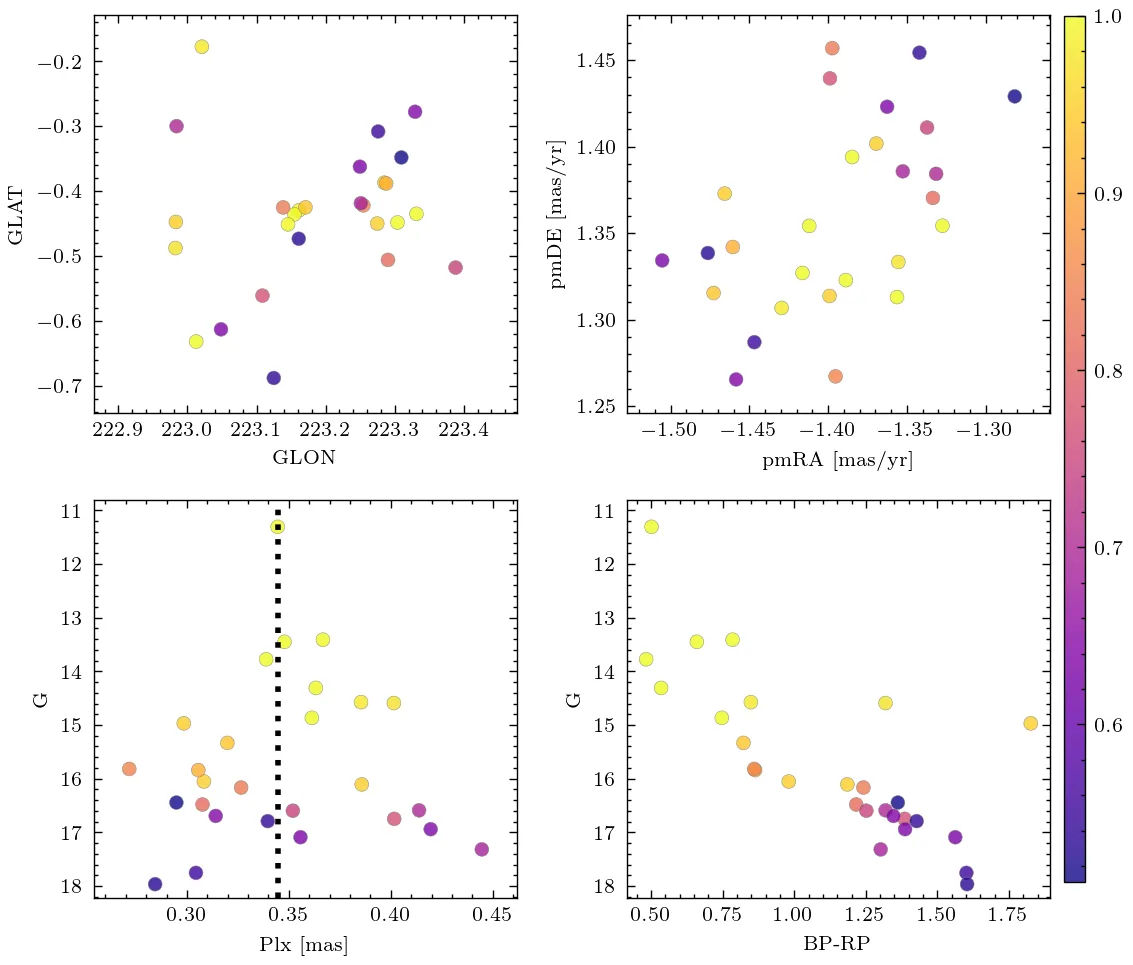 −0.2
−0.3
−0.4
−0.5
−0.6
−0.7
GLAT
222.9 223.0 223.1 223.2 223.3 223.4
GLON
1.45
1.40
1.35
1.30
1.25
pmDE [mas/yr]
−1.50 −1.45 −1.40 −1.35 −1.30
pmRA [mas/yr]
1.0
0.9
0.8
0.7
0.6
11
12
13
14
15
16
17
18
G
0.30 0.35 0.40 0.45
Plx [mas]
11
12
13
14
15
16
17
18
G
0.50 0.75 1.00 1.25 1.50 1.75
BP-RP